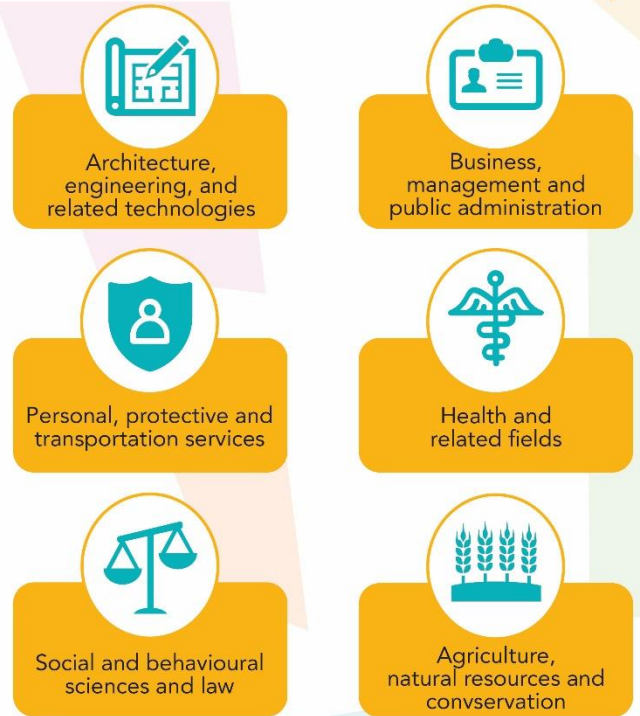 Architecture,
engineering, and
related technologies
Business,
management and
public administration
Personal, protective and
transportation services
Health and
related fields
Social and behavioural
sciences and law
Agriculture,
natural resources and
convservation